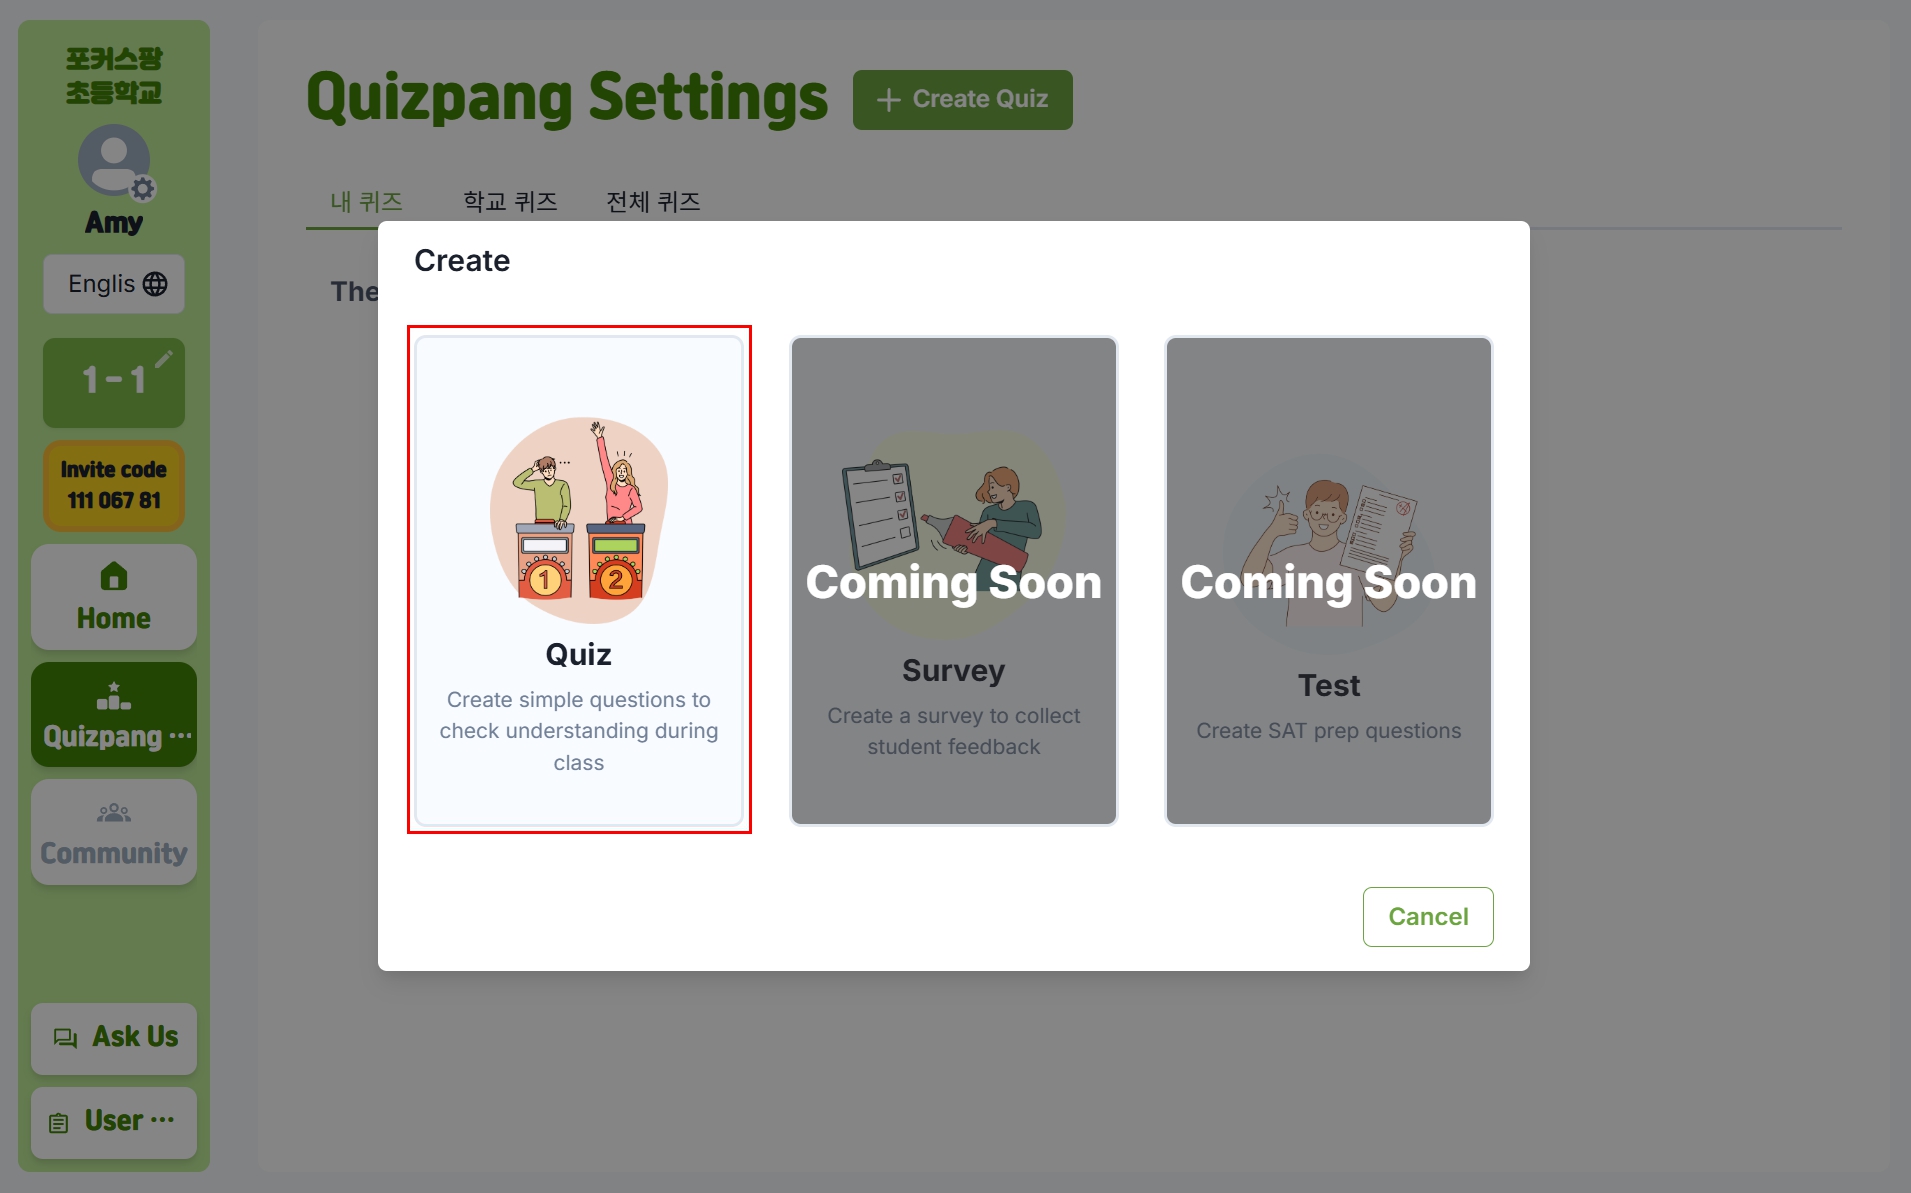 포커스팡
초등학교
Amy
Englis
1 - 1
Invite code
111 067 81
Home
Quizpang ···
Community
Ask Us
User ···
Quizpang Settings
+ Create Quiz
내 퀴즈 학교 퀴즈 전체 퀴즈
The
Create
1 2
Quiz
Create simple questions to
check understanding during
class
Coming Soon
Survey
Create a survey to collect
student feedback
Coming Soon
Test
Create SAT prep questions
Cancel